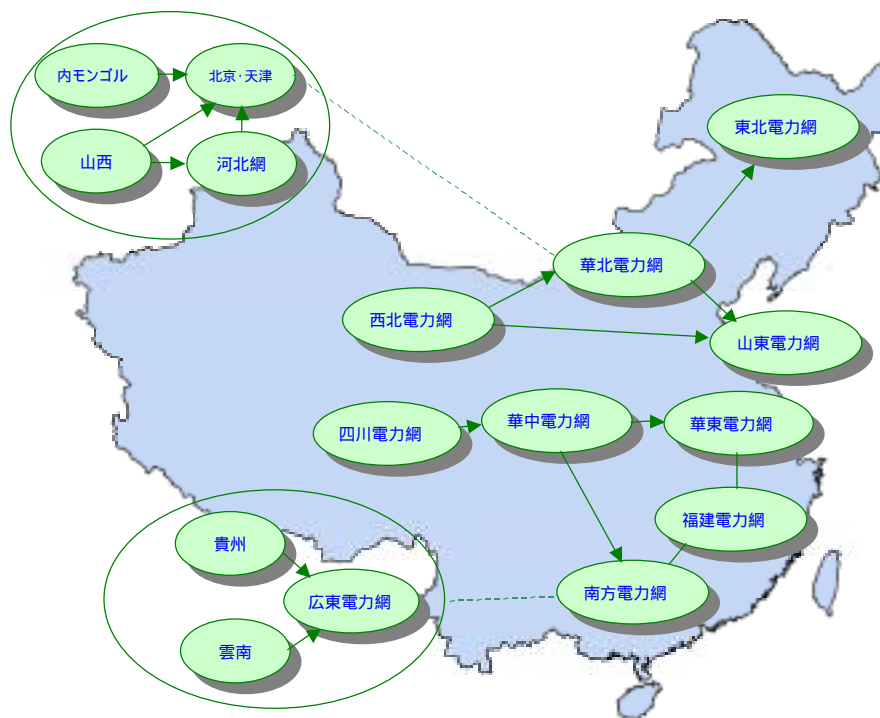 内モンゴル
北京・天津
山西
河北網
東北電力網
華北電力網
西北電力網
山東電力網
四川電力網
華中電力網
華東電力網
福建電力網
貴州
広東電力網
南方電力網
雲南